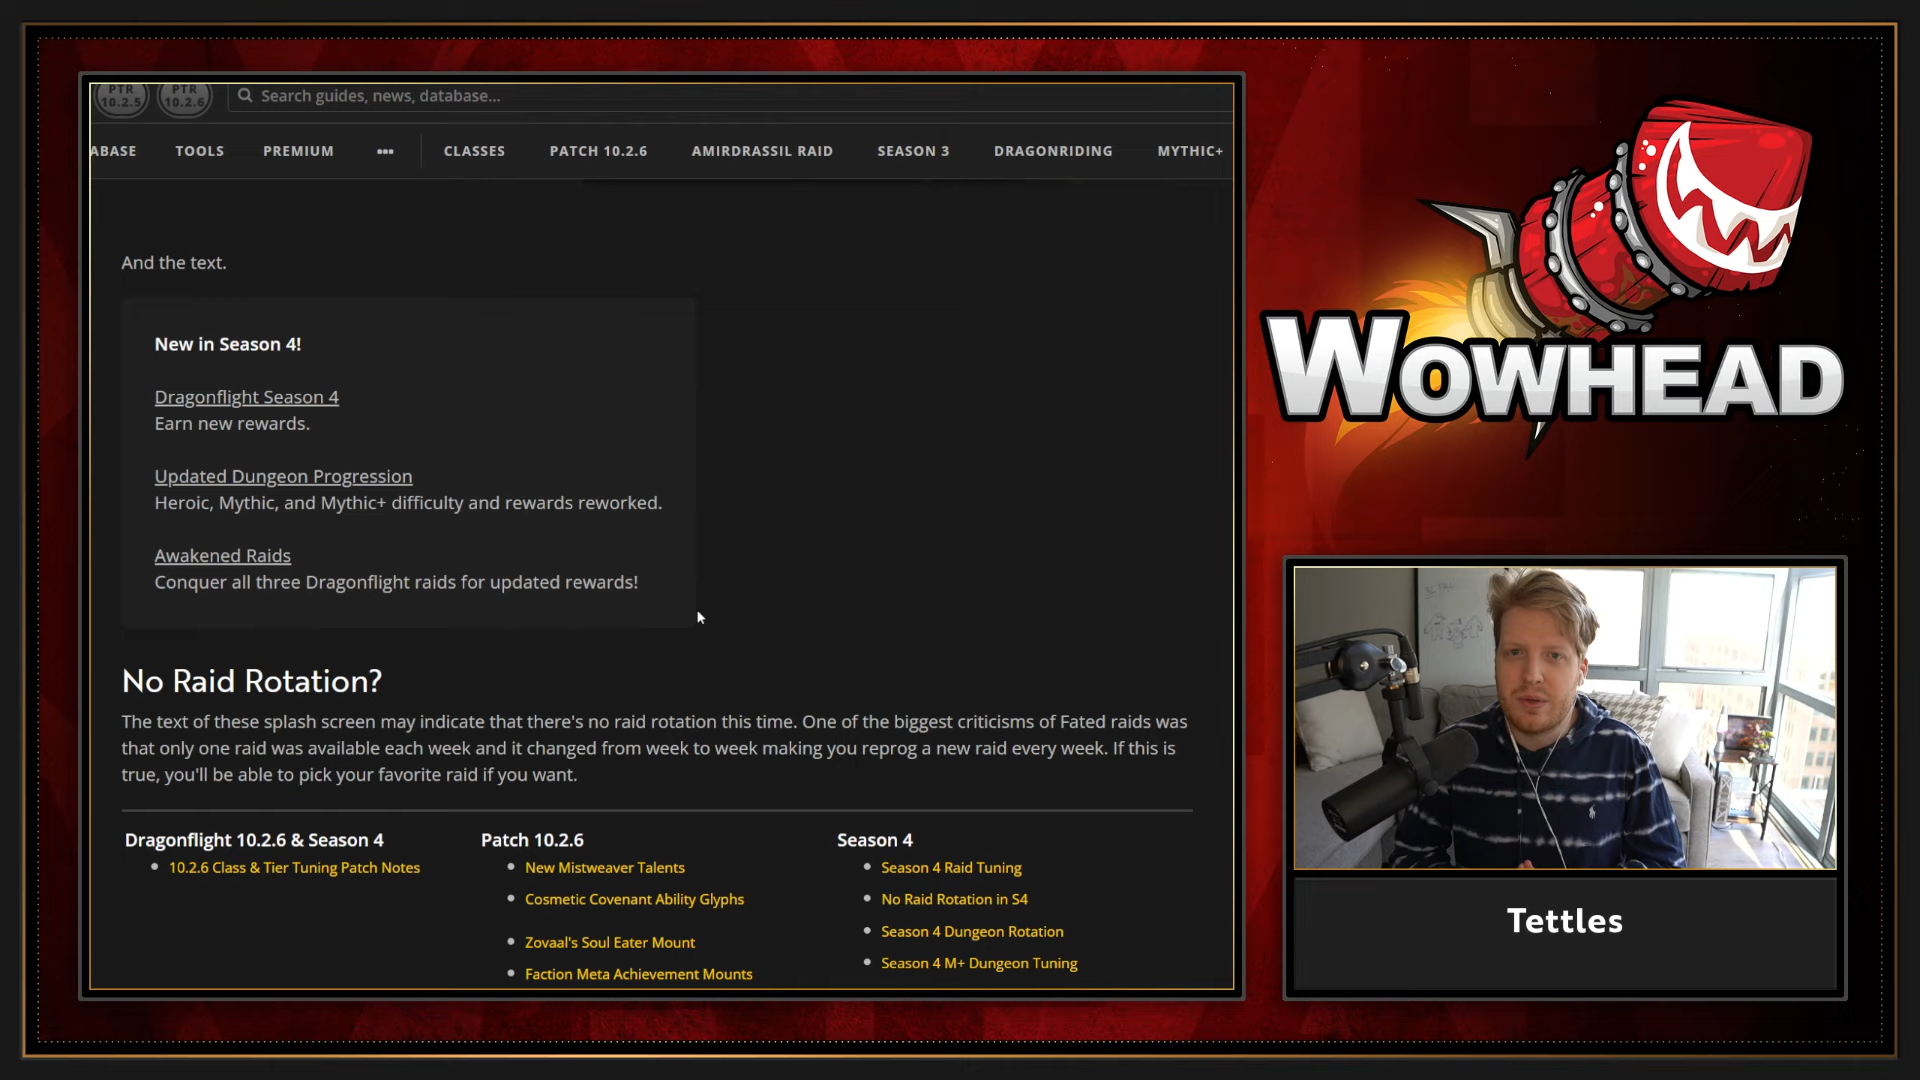 PTR
10.2.5
PTR
10.2.6
Search guides, news, database...
ABASE TOOLS PREMIUM ••• CLASSES PATCH 10.2.6 AMIRDRASSIL RAID SEASON 3 DRAGONRIDING MYTHIC+
And the text.
New in Season 4!
Dragonflight Season 4
Earn new rewards.
Updated Dungeon Progression
Heroic, Mythic, and Mythic+ difficulty and rewards reworked.
Awakened Raids
Conquer all three Dragonflight raids for updated rewards!
No Raid Rotation?
The text of these splash screen may indicate that there's no raid rotation this time. One of the biggest criticisms of Fated raids was
that only one raid was available each week and it changed from week to week making you reprog a new raid every week. If this is
true, you'll be able to pick your favorite raid if you want.
Dragonflight 10.2.6 & Season 4
• 10.2.6 Class & Tier Tuning Patch Notes
Patch 10.2.6
• New Mistweaver Talents
• Cosmetic Covenant Ability Glyphs
• Zovaal's Soul Eater Mount
• Faction Meta Achievement Mounts
Season 4
• Season 4 Raid Tuning
• No Raid Rotation in S4
• Season 4 Dungeon Rotation
• Season 4 M+ Dungeon Tuning
WOWHEAD
Tettles